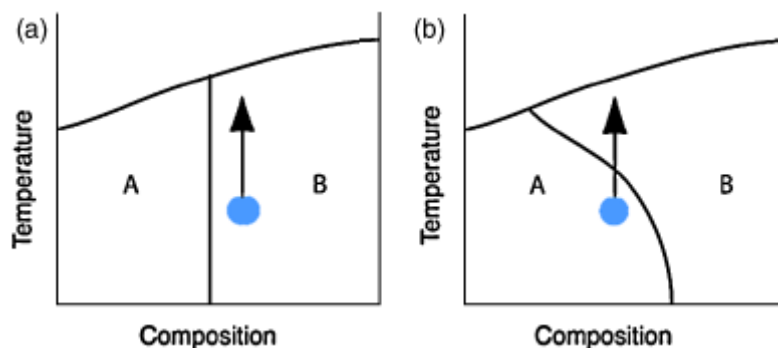 (a)
Temperature
A
B
Composition
(b)
Temperature
A
B
Composition